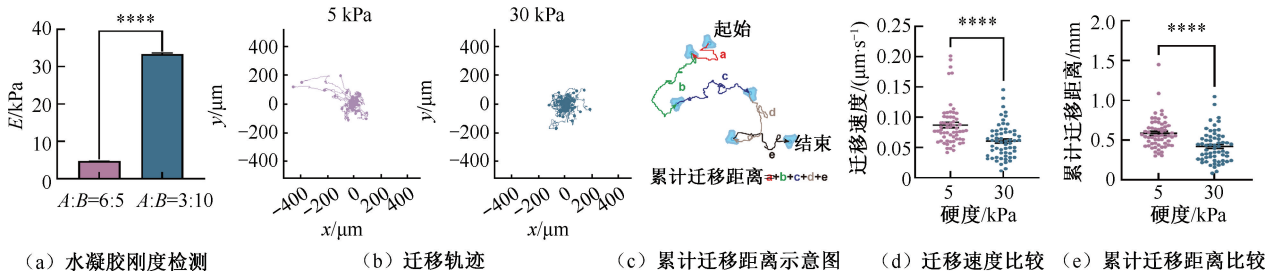 ****
E/kPa
40
30
20
10
0
A:B=6:5 A:B=3:10
(a) 水凝胶刚度检测
5 kPa
y/μm
400
200
0
−200
−400
−400 −200 0 200 400
x/μm
30 kPa
y/μm
400
200
0
−200
−400
−400 −200 0 200 400
x/μm
(b) 迁移轨迹
起始
a
b
c
d
e
结束
累计迁移距离=a+b+c+d+e
(c) 累计迁移距离示意图
****
迁移速度/(μm·s⁻¹)
0.25
0.20
0.15
0.10
0.05
0
5 30
硬度/kPa
(d) 迁移速度比较
****
累计迁移距离/mm
2.0
1.5
1.0
0.5
0
5 30
硬度/kPa
(e) 累计迁移距离比较